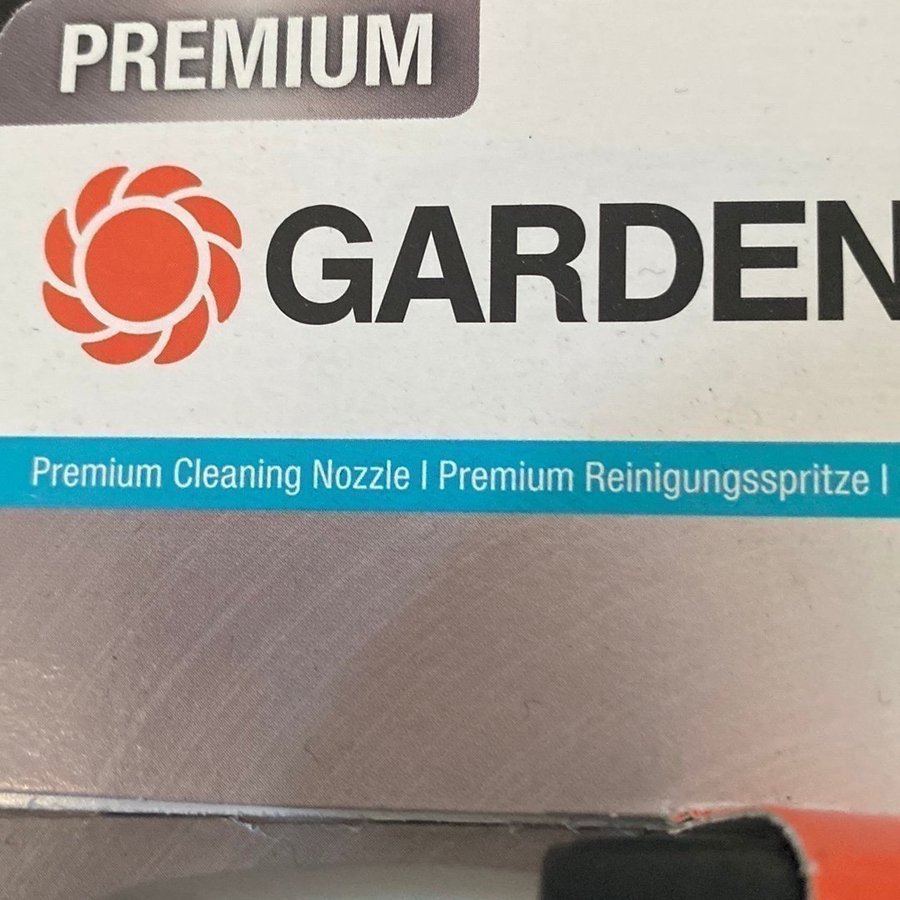 PREMIUM
GARDEN
Premium Cleaning Nozzle | Premium Reinigungsspritze |